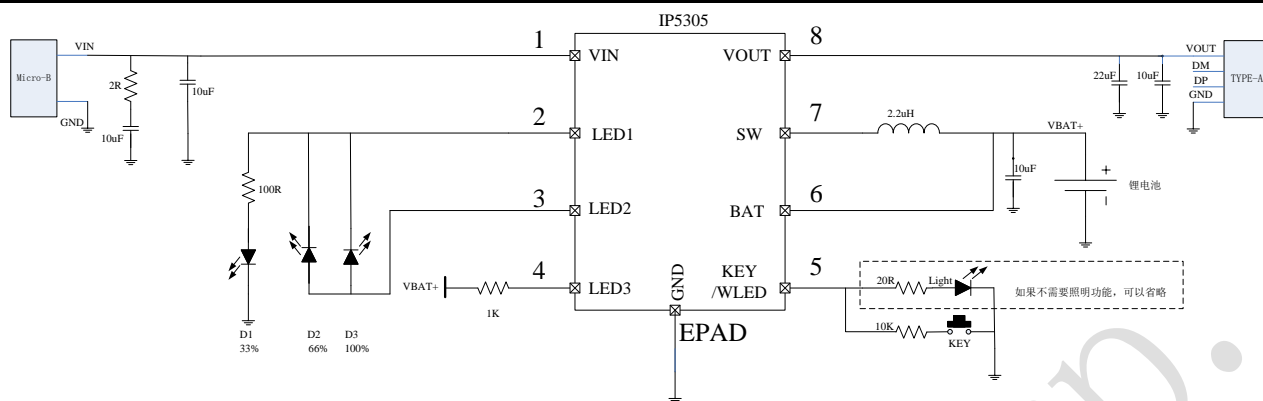 IP5305
Micro-B
VIN
GND
2R
10uF
10uF
100R
D1
33%
D2
66%
D3
100%
VBAT+
1K
1
2
3
4
VIN
LED1
LED2
LED3
GND
EPAD
VOUT
SW
BAT
KEY
/WLED
8
7
6
5
22uF
10uF
VOUT
DM
DP
GND
TYPE-A
2.2uH
10uF
VBAT+
+
锂电池
20R
Light
如果不需要照明功能，可以省略
10K
KEY